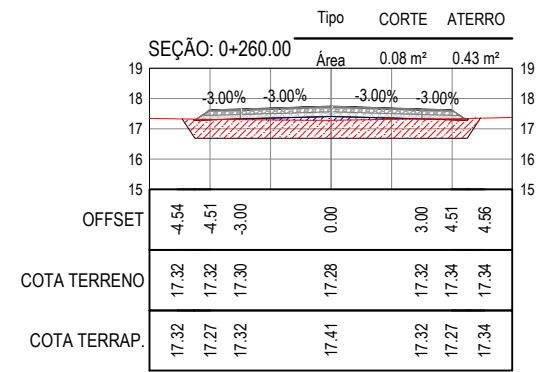 Tipo CORTE ATERRO
SEÇÃO: 0+260.00
Área 0.08 m² 0.43 m²
19 19
18 -3.00% -3.00% -3.00% -3.00% 18
17 17
16 16
15 15
OFFSET -4.54 -4.51 -3.00 0.00 3.00 4.51 4.56
COTA TERRENO 17.32 17.32 17.30 17.28 17.32 17.34 17.34
COTA TERRAP. 17.32 17.27 17.32 17.41 17.32 17.27 17.34